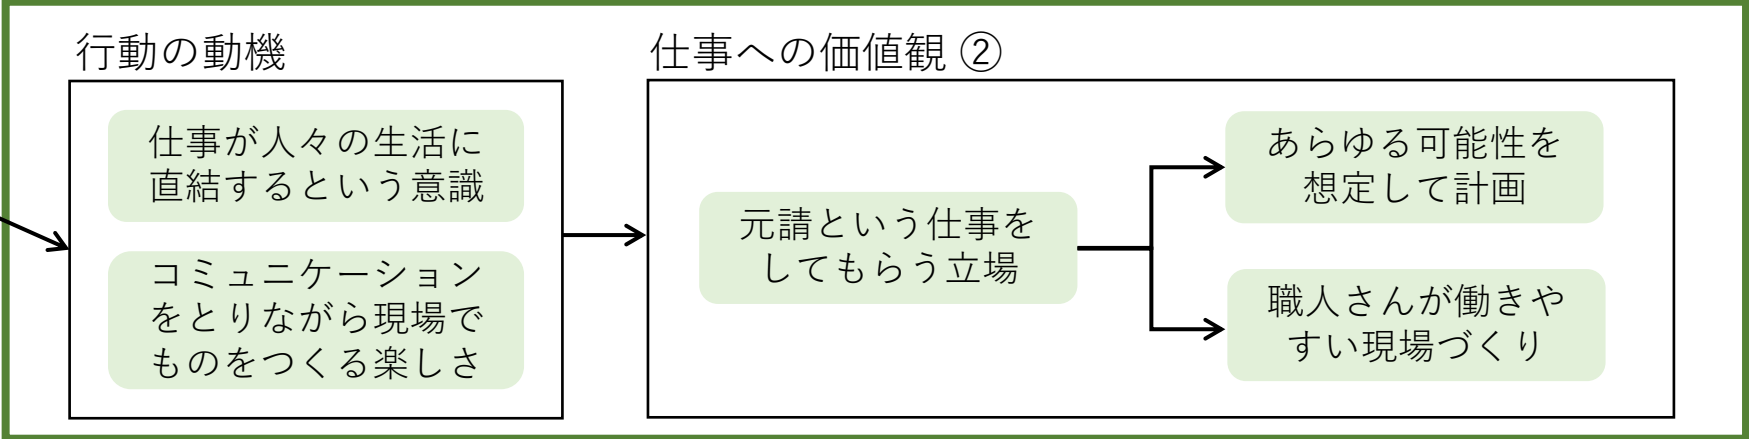 行動の動機
仕事が人々の生活に
直結するという意識
コミュニケーション
をとりながら現場で
ものをつくる楽しさ
仕事への価値観 ②
元請という仕事を
してもらう立場
あらゆる可能性を
想定して計画
職人さんが働きや
すい現場づくり